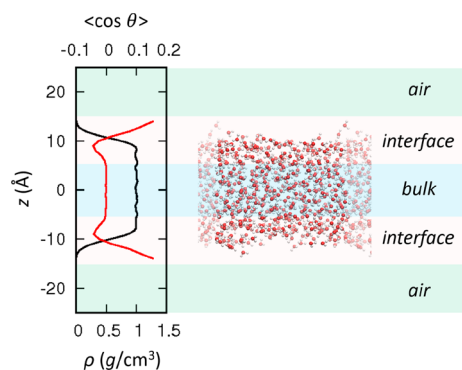 <cos θ>
-0.1 0 0.1 0.2
20
10
0
-10
-20
z (Å)
0 0.5 1 1.5
ρ (g/cm³)
air
interface
bulk
interface
air